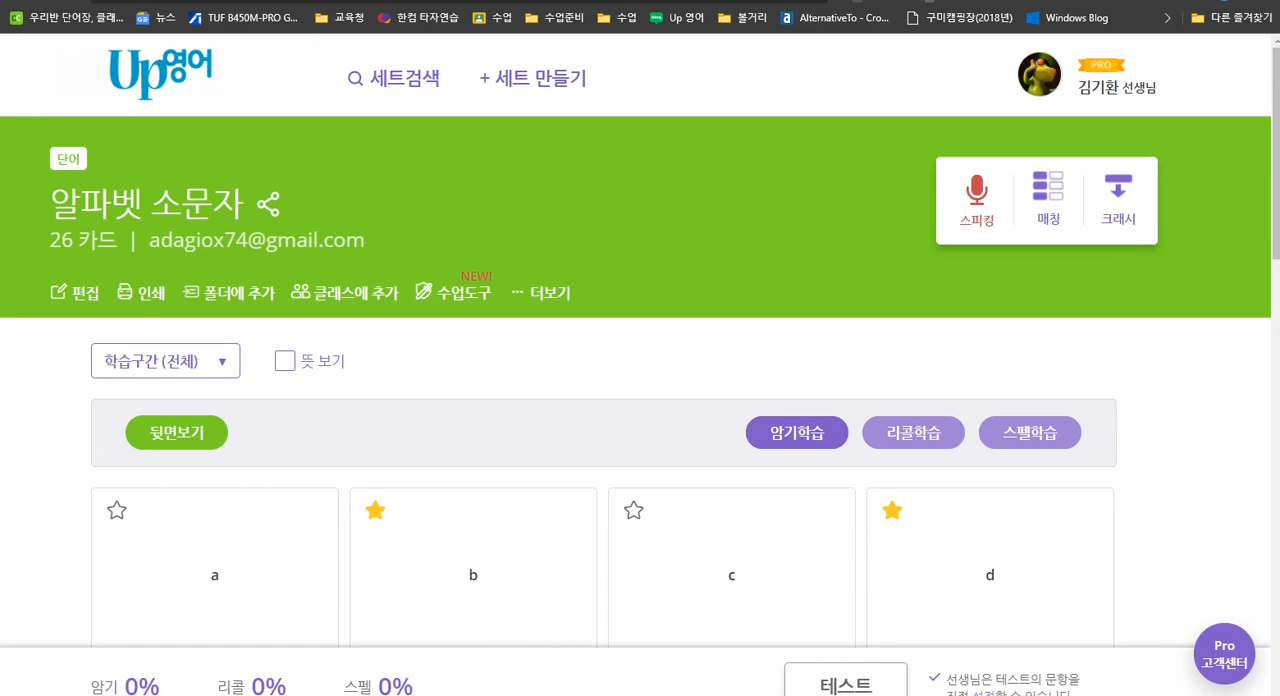 우리반 단어장, 클래... 뉴스 TUF B450M-PRO G... 교육청 한컴 타자연습 수업 수업준비 수업 Up 영어 볼거리 AlternativeTo - Cro... 구미캠핑장(2018년) Windows Blog 다른 즐겨찾기
Up영어 세트검색 + 세트 만들기
PRO
김기환 선생님
단어
알파벳 소문자
26 카드 | adagiox74@gmail.com
스피킹 매칭 크래시
NEW!
편집 인쇄 폴더에 추가 클래스에 추가 수업도구 ··· 더보기
학습구간 (전체) ▼ 뜻 보기
뒷면보기 암기학습 리콜학습 스펠학습
a b c d
Pro
고객센터
암기 0% 리콜 0% 스펠 0% 테스트
선생님은 테스트의 문항을
직접 설정할 수 있습니다